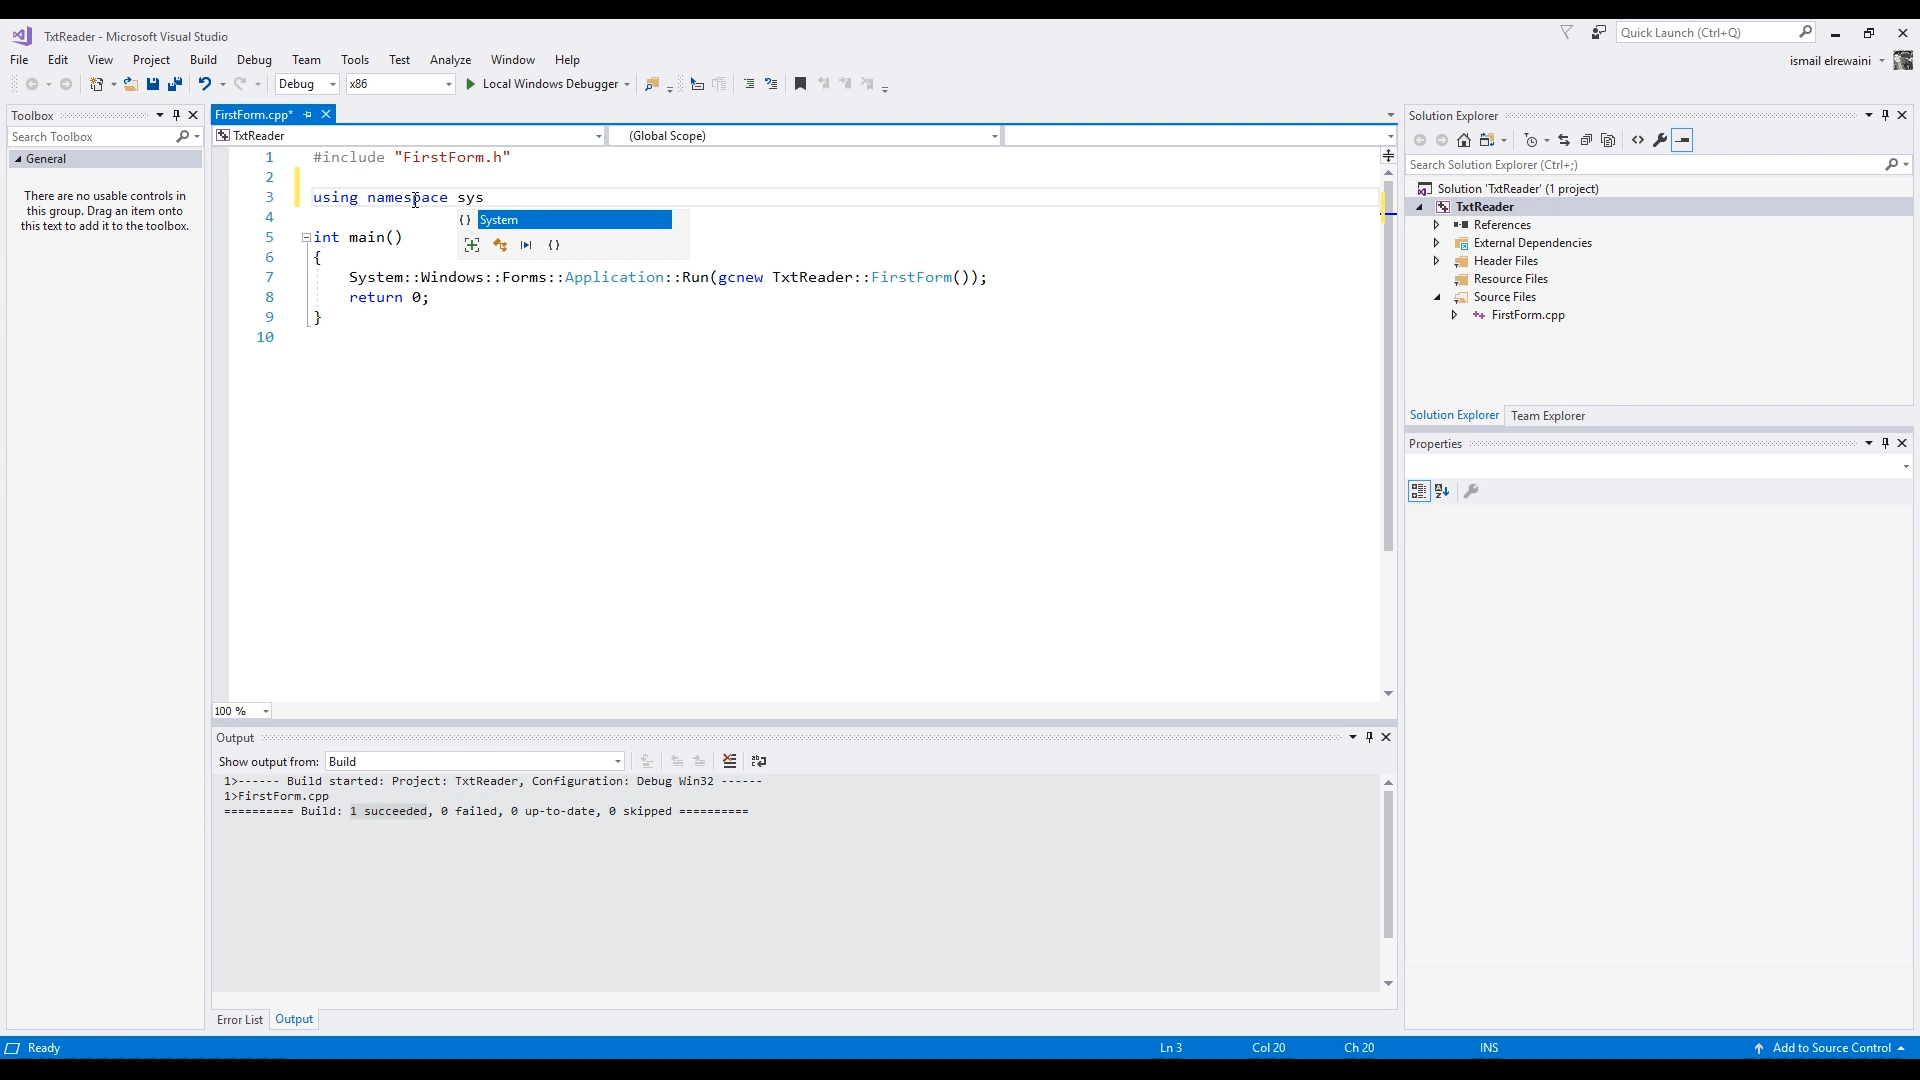 TxtReader - Microsoft Visual Studio
Quick Launch (Ctrl+Q)
File Edit View Project Build Debug Team Tools Test Analyze Window Help
ismail elrewaini
Debug x86 Local Windows Debugger
Toolbox
Search Toolbox
General
There are no usable controls in
this group. Drag an item onto
this text to add it to the toolbox.
FirstForm.cpp*
TxtReader (Global Scope)
1 #include "FirstForm.h"
2
3 using namespace sys
{} System
{}
4
5 int main()
6 {
7 System::Windows::Forms::Application::Run(gcnew TxtReader::FirstForm());
8 return 0;
9 }
10
100 %
Output
Show output from: Build
1>------ Build started: Project: TxtReader, Configuration: Debug Win32 ------
1>FirstForm.cpp
========== Build: 1 succeeded, 0 failed, 0 up-to-date, 0 skipped ==========
Error List Output
Solution Explorer
Search Solution Explorer (Ctrl+;)
Solution 'TxtReader' (1 project)
TxtReader
References
External Dependencies
Header Files
Resource Files
Source Files
FirstForm.cpp
Solution Explorer Team Explorer
Properties
Ready Ln 3 Col 20 Ch 20 INS Add to Source Control